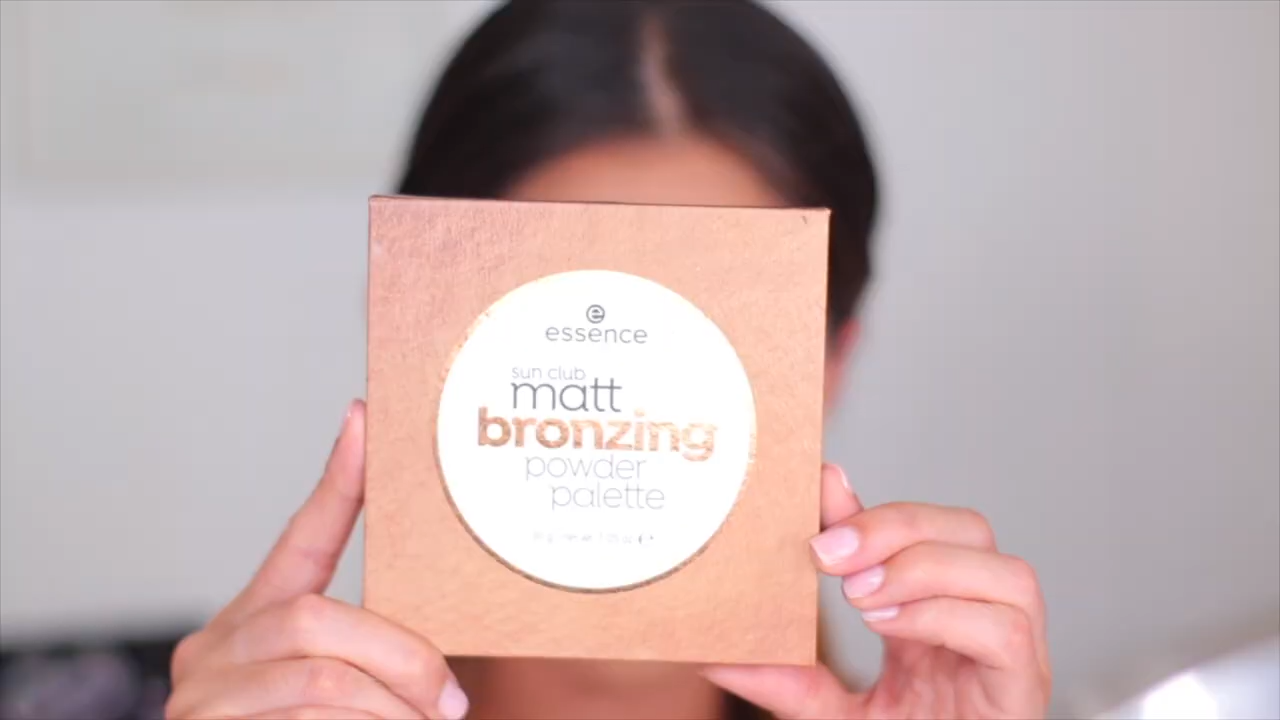 e
essence
sun club
matt
bronzing
powder
palette